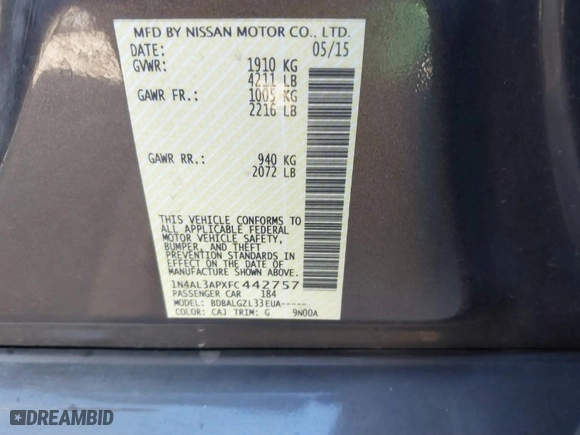 MFD BY NISSAN MOTOR CO., LTD.
DATE: 05/15
GVWR: 1910 KG
4211 LB
GAWR FR.: 1005 KG
2216 LB
GAWR RR.: 940 KG
2072 LB
THIS VEHICLE CONFORMS TO
ALL APPLICABLE FEDERAL
MOTOR VEHICLE SAFETY,
BUMPER, AND THEFT
PREVENTION STANDARDS IN
EFFECT ON THE DATE OF
MANUFACTURE SHOWN ABOVE.
1N4AL3APXFC442757
PASSENGER CAR 184
MODEL: BDBALGZL33EUA-----
COLOR: CAJ TRIM: G 9N00A
DREAMBID